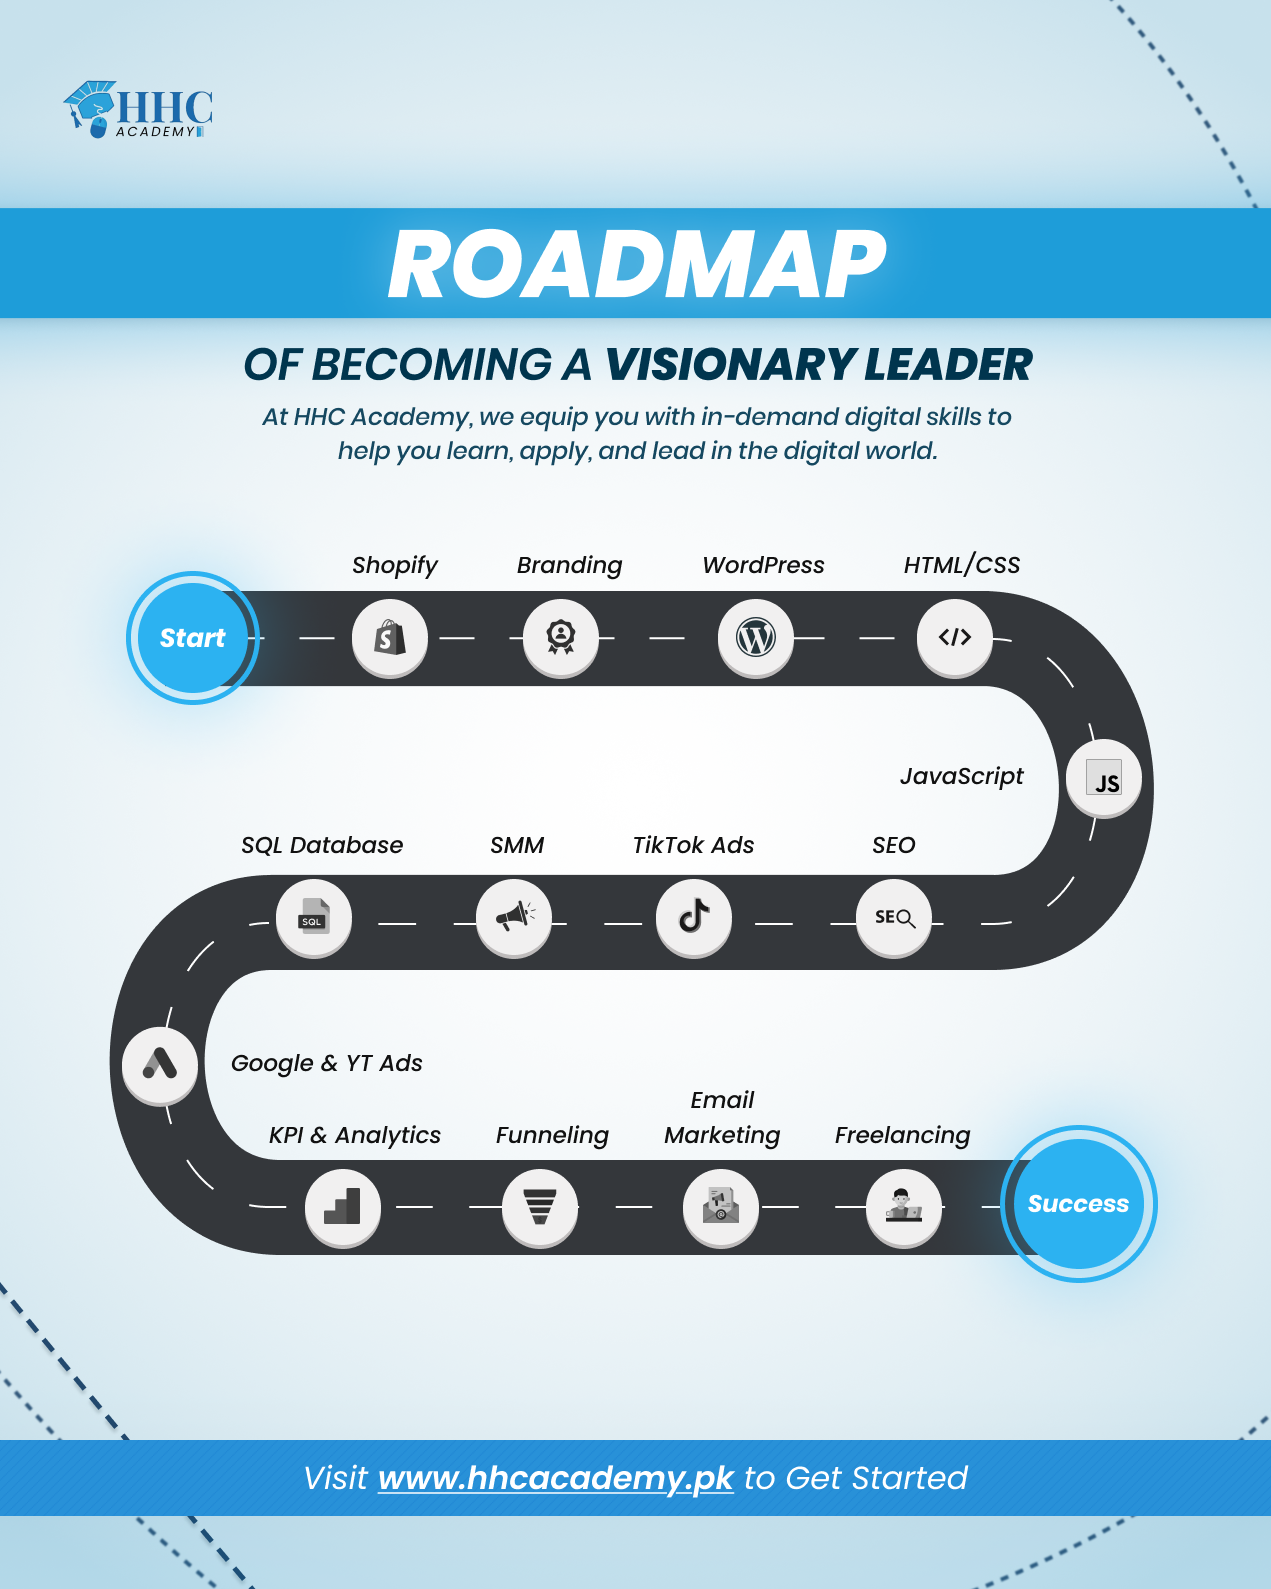 HHC
ACADEMY
ROADMAP
OF BECOMING A VISIONARY LEADER
At HHC Academy, we equip you with in-demand digital skills to
help you learn, apply, and lead in the digital world.
Shopify
Branding
WordPress
HTML/CSS
Start
S
W
</>
JavaScript
JS
SQL Database
SMM
TikTok Ads
SEO
SQL
SEO
Google & YT Ads
KPI & Analytics
Funneling
Email
Marketing
Freelancing
Success
Visit www.hhcacademy.pk to Get Started